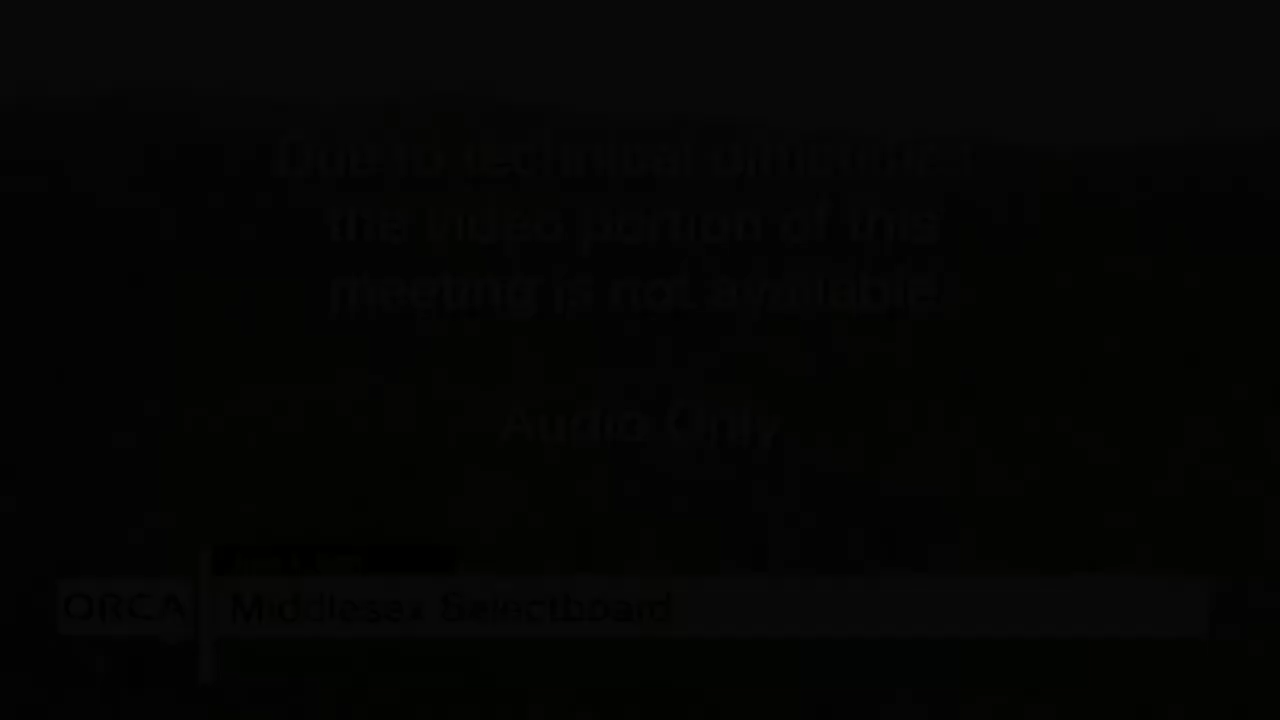 Due to technical difficulties
the video portion of this
meeting is not available.
Audio Only
ORCA
Middlesex Selectboard